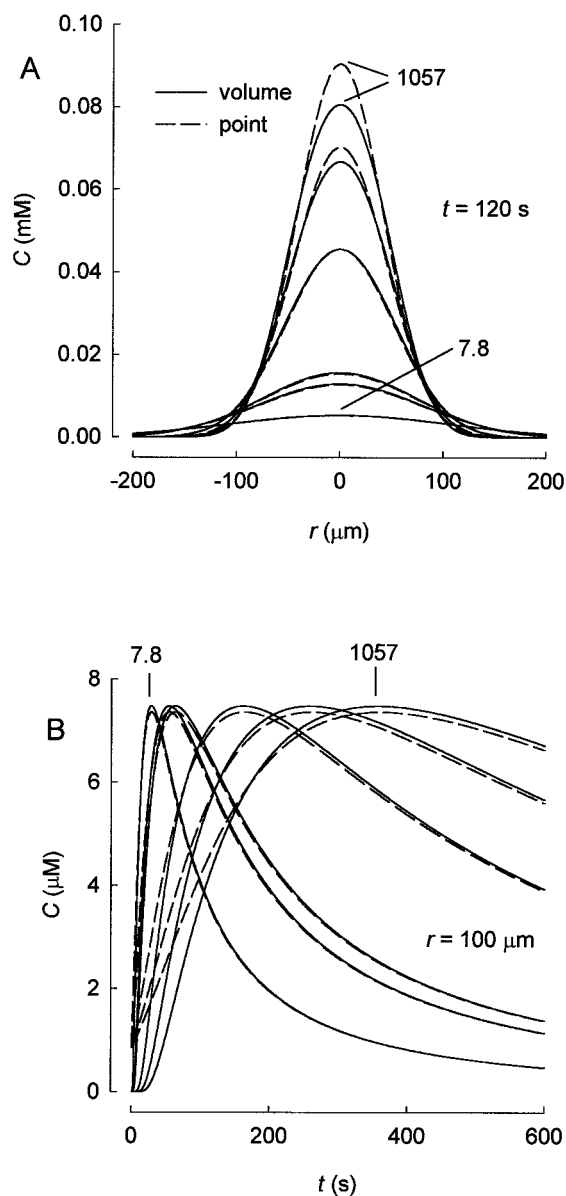 A
0.10
0.08
0.06
0.04
0.02
0.00
C (mM)
volume
point
1057
t = 120 s
7.8
-200
-100
0
100
200
r (μm)
B
7.8
1057
8
6
4
2
0
C (μM)
r = 100 μm
0
200
400
600
t (s)